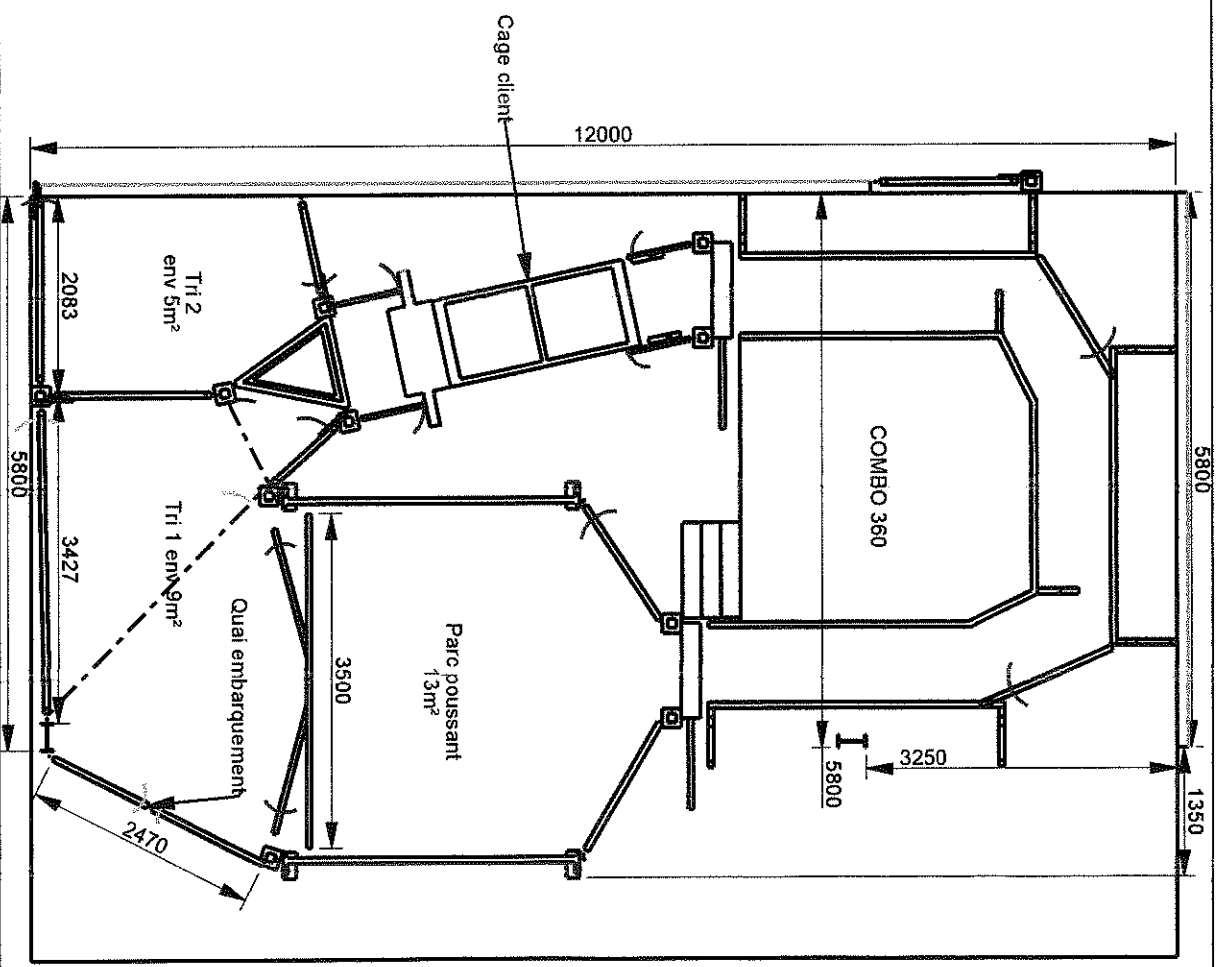 Cage client
12000
5800
1350
3250
5800
COMBO 360
Tri 2
env 5m²
2083
3427
5800
Tri 1 env 9m²
Quai embarquement
3500
Parc poussant
13m²
2470